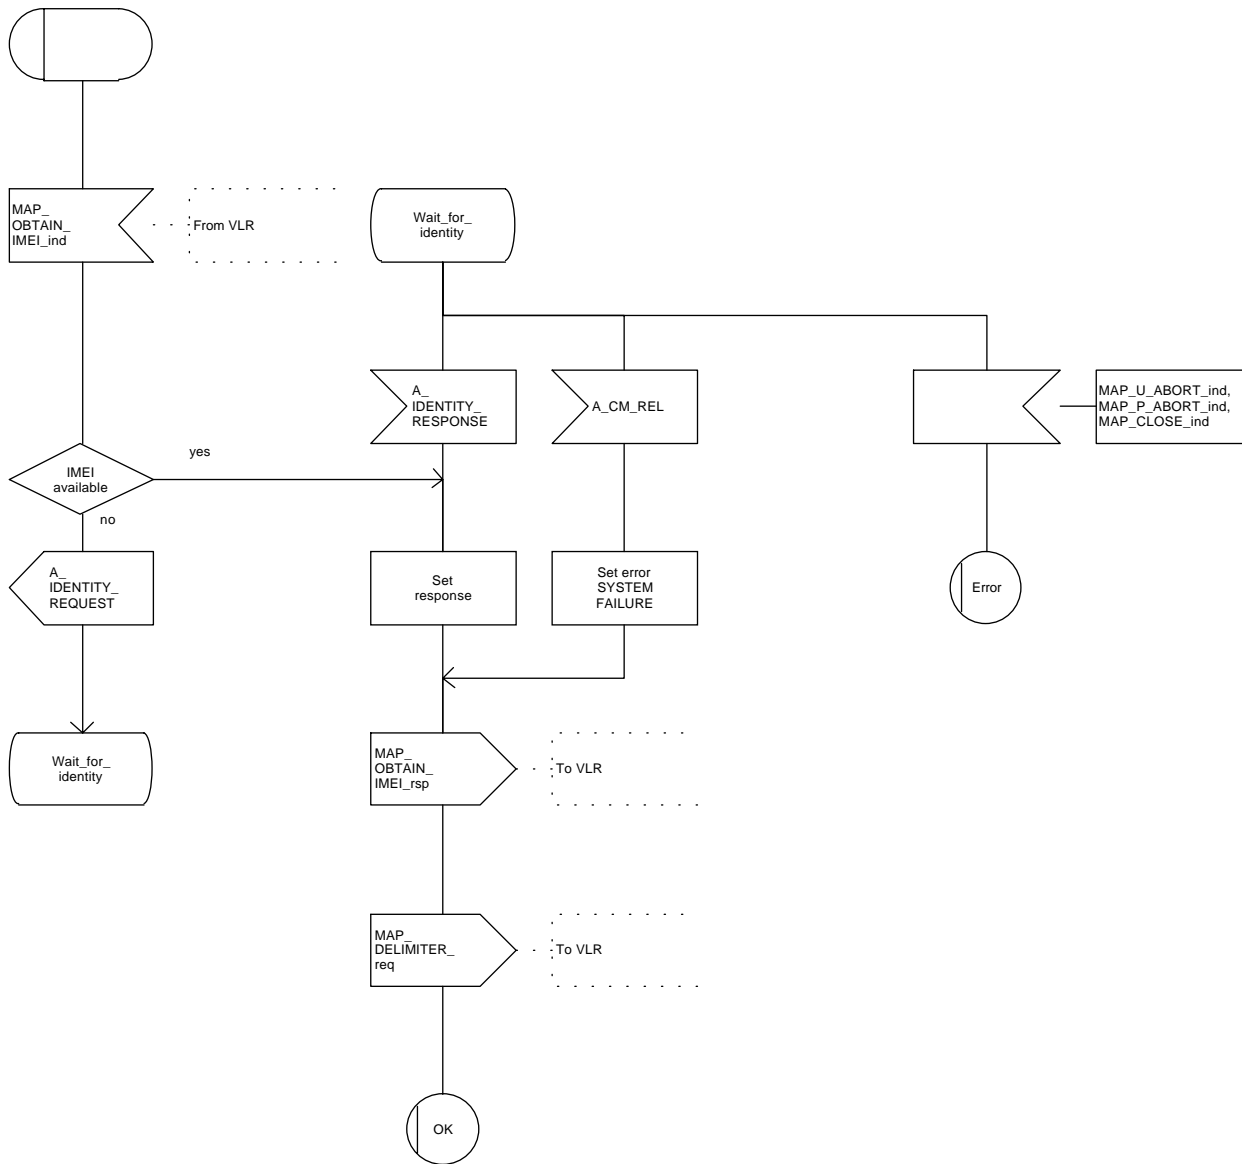 MAP_
OBTAIN_
IMEI_ind
From VLR
Wait_for_
identity
A_
IDENTITY_
RESPONSE
A_CM_REL
MAP_U_ABORT_ind,
MAP_P_ABORT_ind,
MAP_CLOSE_ind
IMEI
available
yes
no
A_
IDENTITY_
REQUEST
Set
response
Set error
SYSTEM
FAILURE
Error
Wait_for_
identity
MAP_
OBTAIN_
IMEI_rsp
To VLR
MAP_
DELIMITER_
req
To VLR
OK